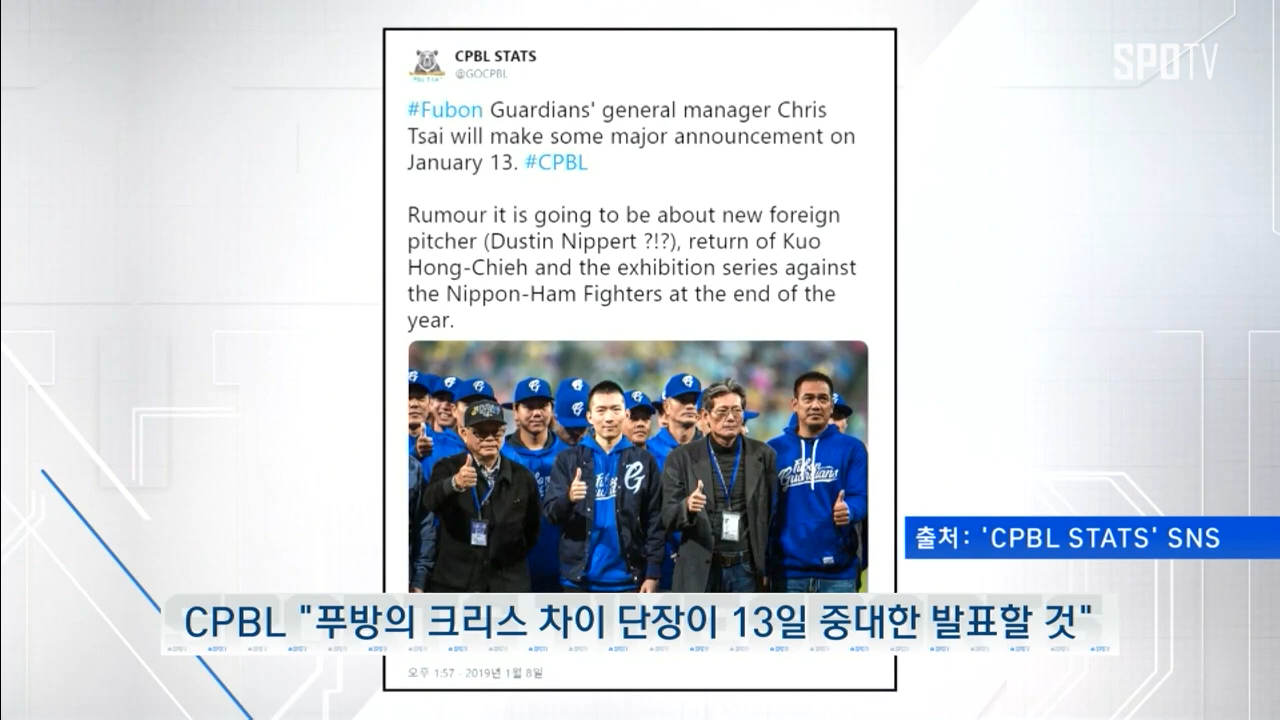 SPOTV
CPBL STATS
@GOCPBL
#Fubon Guardians' general manager Chris
Tsai will make some major announcement on
January 13. #CPBL
Rumour it is going to be about new foreign
pitcher (Dustin Nippert ?!?), return of Kuo
Hong-Chieh and the exhibition series against
the Nippon-Ham Fighters at the end of the
year.
Fubon
Guardians
출처: 'CPBL STATS' SNS
CPBL "푸방의 크리스 차이 단장이 13일 중대한 발표할 것"
오후 1:57 - 2019년 1월 8일